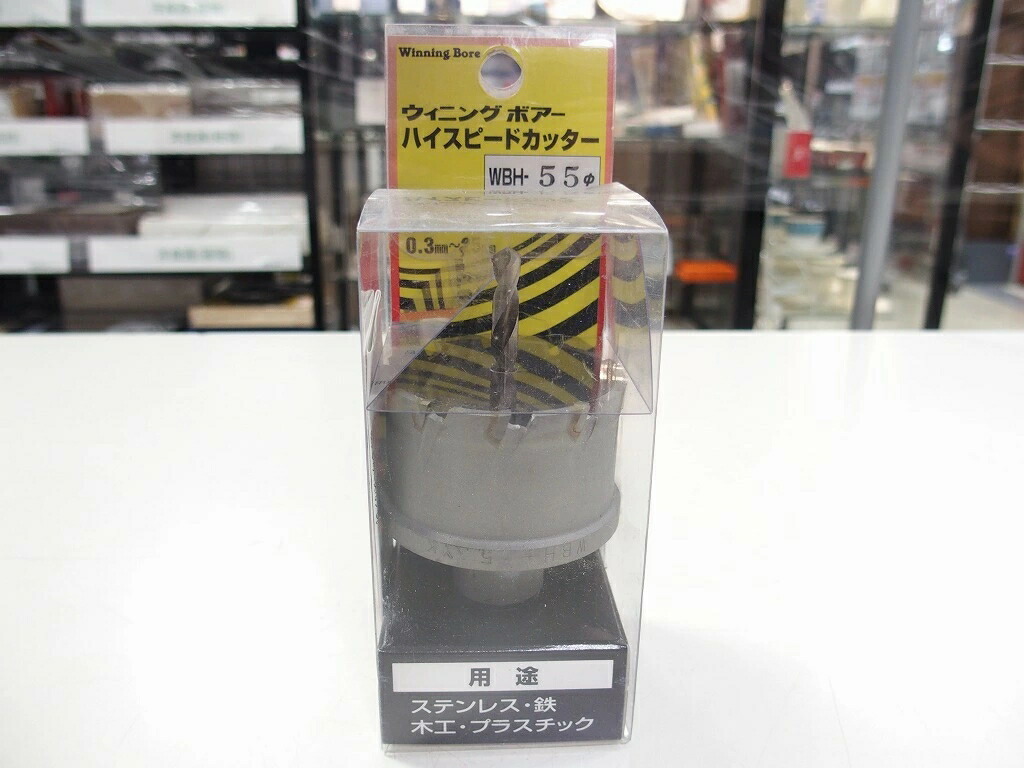 Winning Bore
ウィニング ボアー
ハイスピードカッター
WBH- 55φ
0.3mm～
WBH
用途
ステンレス・鉄
木工・プラスチック